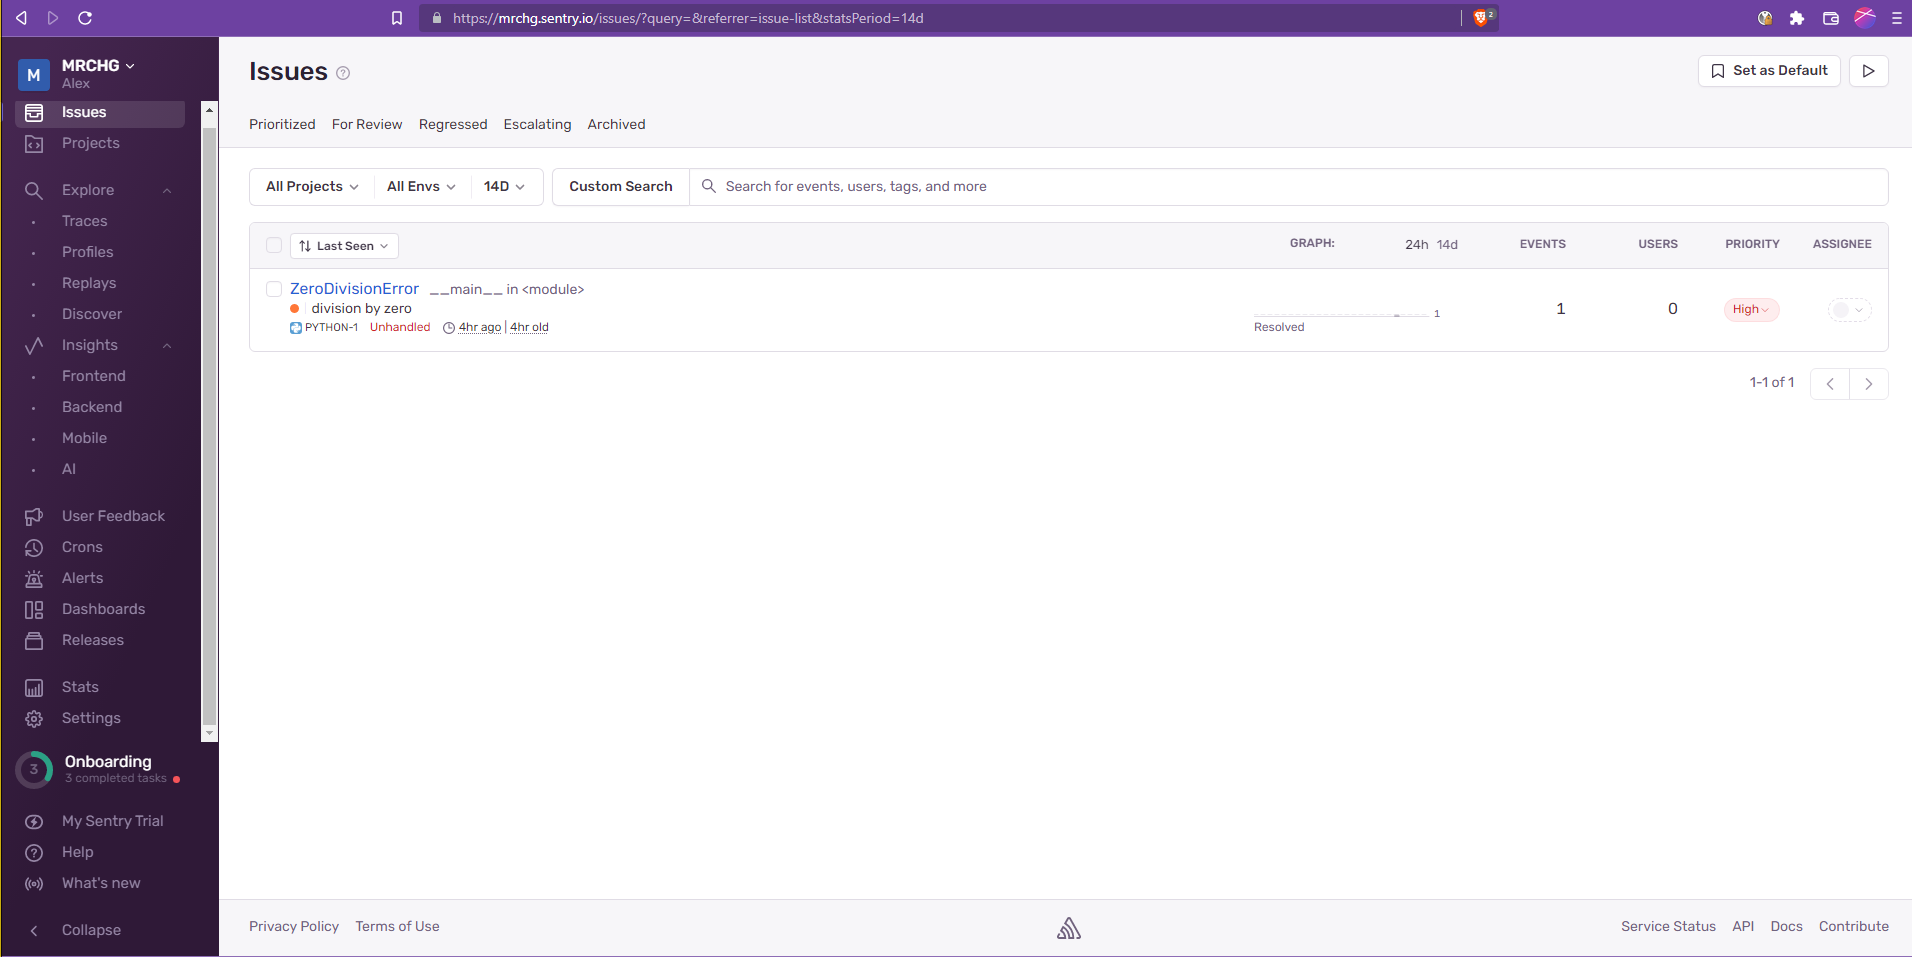 https://mrchg.sentry.io/issues/?query=&referrer=issue-list&statsPeriod=14d
2
M
MRCHG
Alex
Issues
Projects
Explore
Traces
Profiles
Replays
Discover
Insights
Frontend
Backend
Mobile
AI
User Feedback
Crons
Alerts
Dashboards
Releases
Stats
Settings
3
Onboarding
3 completed tasks
My Sentry Trial
Help
What's new
Collapse
Issues
Set as Default
Prioritized For Review Regressed Escalating Archived
All Projects All Envs 14D Custom Search Search for events, users, tags, and more
Last Seen GRAPH: 24h 14d EVENTS USERS PRIORITY ASSIGNEE
ZeroDivisionError __main__ in <module>
division by zero
PYTHON-1 Unhandled 4hr ago | 4hr old
1
Resolved
1 0 High
1-1 of 1
Privacy Policy Terms of Use Service Status API Docs Contribute